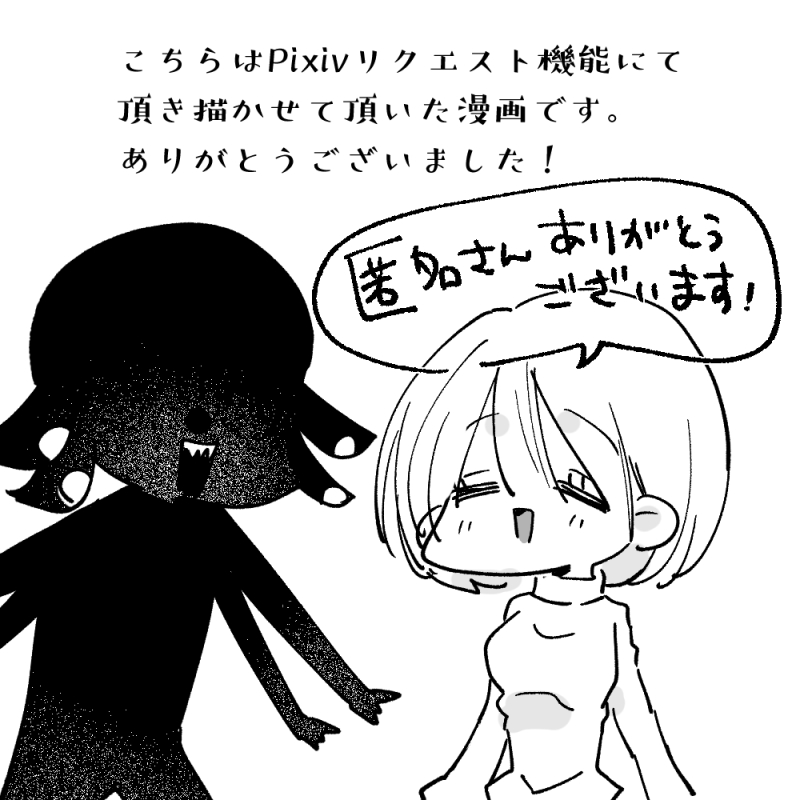 こちらはPixivリクエスト機能にて
頂き描かせて頂いた漫画です。
ありがとうございました！
匿名さん ありがとう
ございます!